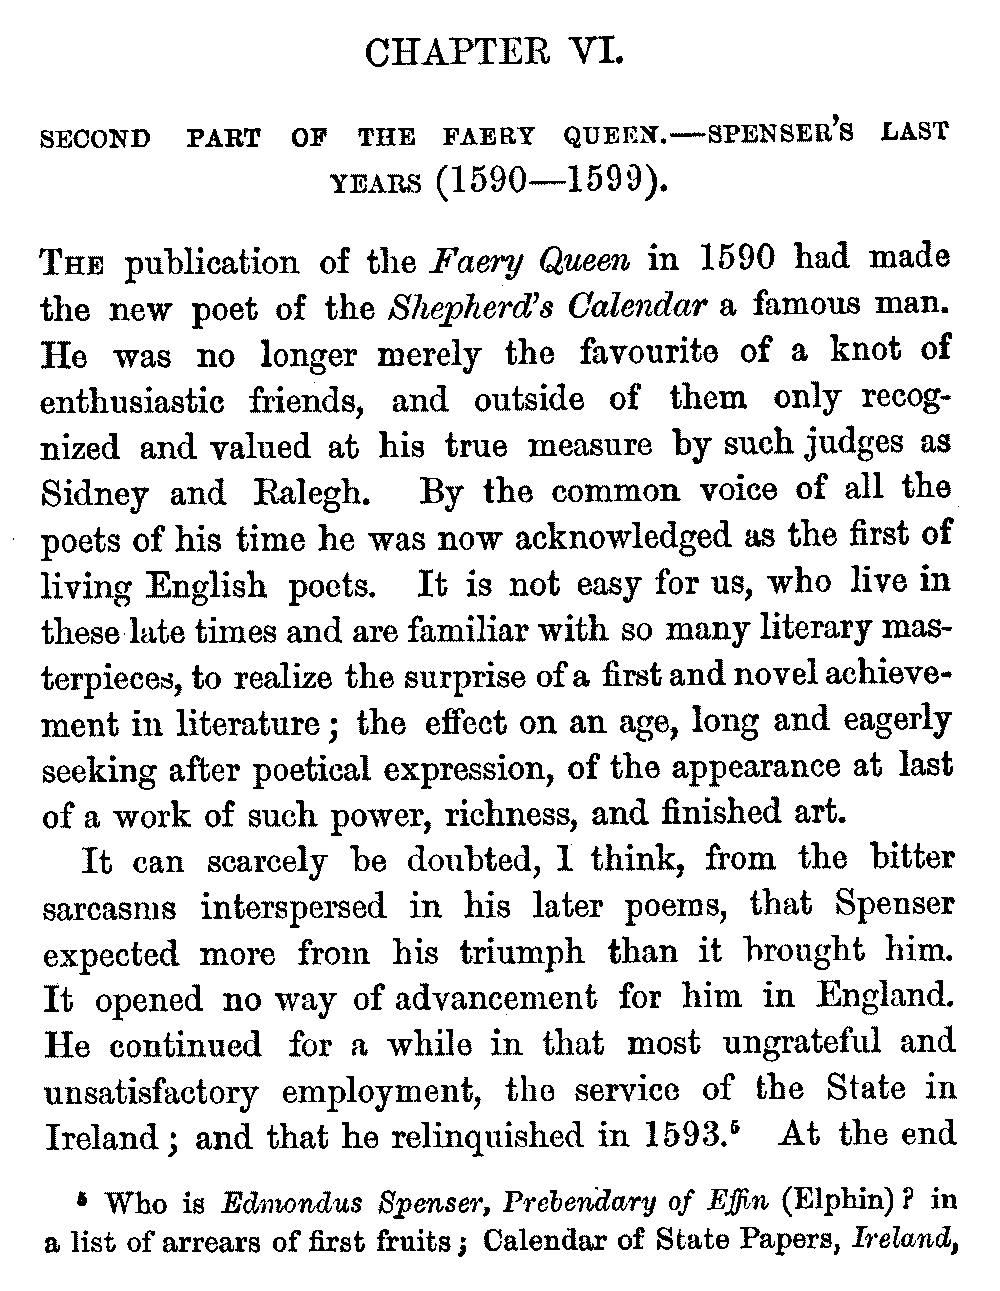 CHAPTER VI.
SECOND PART OF THE FAERY QUEEN.—SPENSER'S LAST
YEARS (1590—1599).
THE publication of the Faery Queen in 1590 had made
the new poet of the Shepherd's Calendar a famous man.
He was no longer merely the favourite of a knot of
enthusiastic friends, and outside of them only recog-
nized and valued at his true measure by such judges as
Sidney and Ralegh. By the common voice of all the
poets of his time he was now acknowledged as the first of
living English poets. It is not easy for us, who live in
these late times and are familiar with so many literary mas-
terpieces, to realize the surprise of a first and novel achieve-
ment in literature; the effect on an age, long and eagerly
seeking after poetical expression, of the appearance at last
of a work of such power, richness, and finished art.
It can scarcely be doubted, I think, from the bitter
sarcasms interspersed in his later poems, that Spenser
expected more from his triumph than it brought him.
It opened no way of advancement for him in England.
He continued for a while in that most ungrateful and
unsatisfactory employment, the service of the State in
Ireland; and that he relinquished in 1593.⁵ At the end
⁵ Who is Edmondus Spenser, Prebendary of Effin (Elphin)? in
a list of arrears of first fruits; Calendar of State Papers, Ireland,